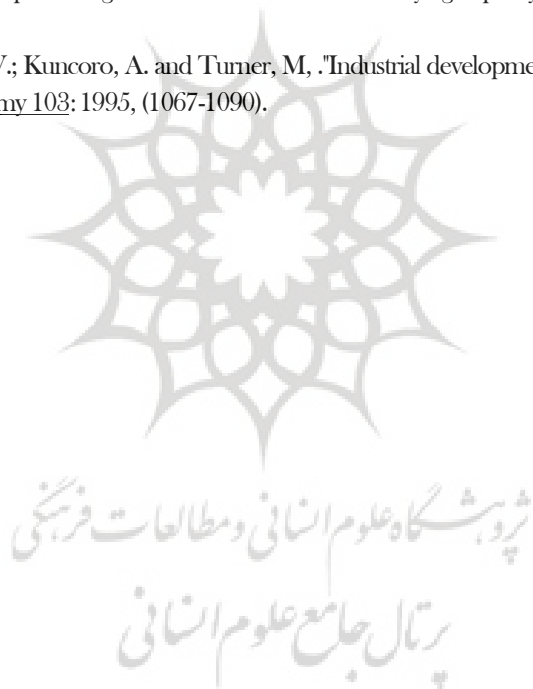 V.; Kuncoro, A. and Turner, M, ."Industrial developme
my 103: 1995, (1067-1090).
پژوهشگاه علوم انسانی و مطالعات فرهنگی
پرتال جامع علوم انسانی